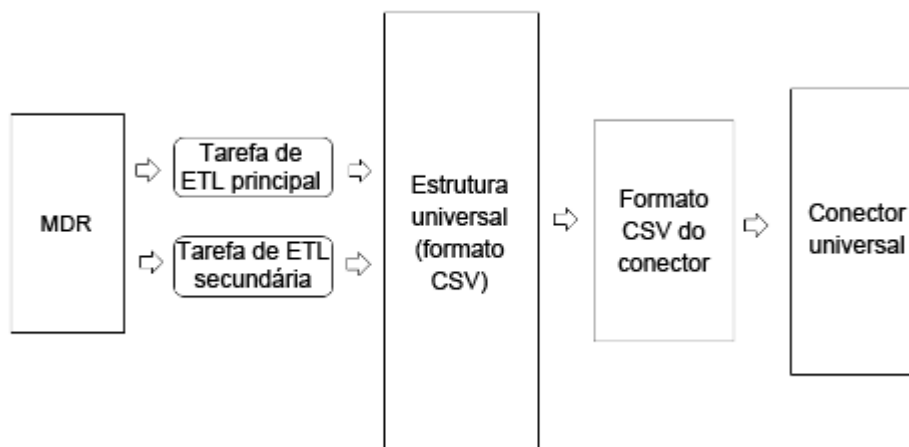 MDR
Tarefa de
ETL principal
Tarefa de ETL
secundária
Estrutura
universal
(formato
CSV)
Formato
CSV do
conector
Conector
universal